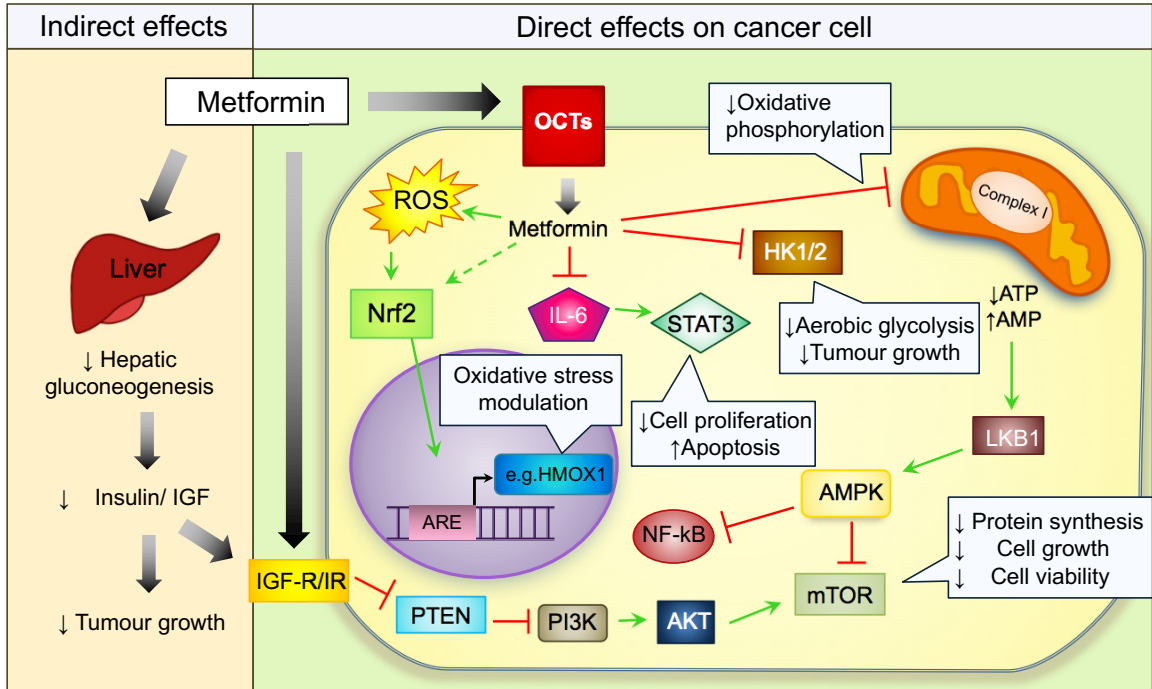 Indirect effects
Direct effects on cancer cell
Metformin
OCTs
↓Oxidative
phosphorylation
ROS
Metformin
Complex I
Liver
HK1/2
Nrf2
IL-6
STAT3
↓ATP
↑AMP
↓Aerobic glycolysis
↓Tumour growth
↓ Hepatic
gluconeogenesis
Oxidative stress
modulation
↓Cell proliferation
↑Apoptosis
LKB1
e.g.HMOX1
AMPK
↓ Insulin/ IGF
ARE
NF-kB
↓ Protein synthesis
↓ Cell growth
↓ Cell viability
IGF-R/IR
mTOR
PTEN
PI3K
AKT
↓ Tumour growth